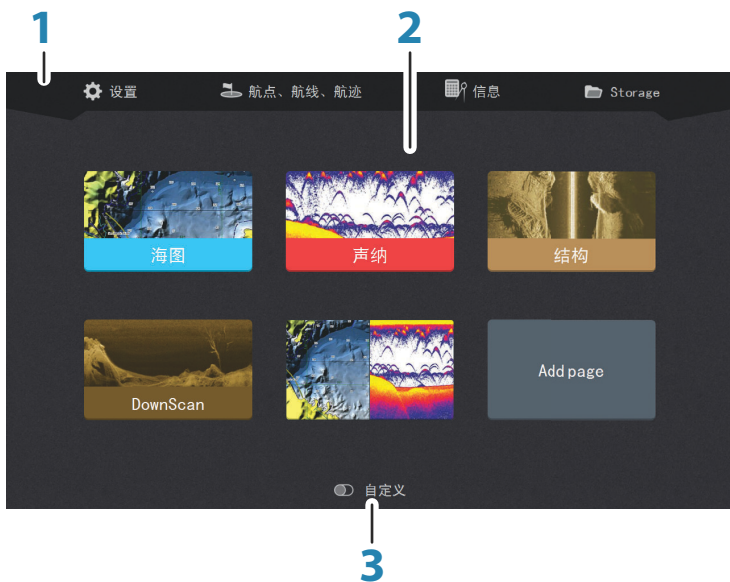 1 2
设置 航点、航线、航迹 信息 Storage
海图 声纳 结构
DownScan Add page
自定义
3